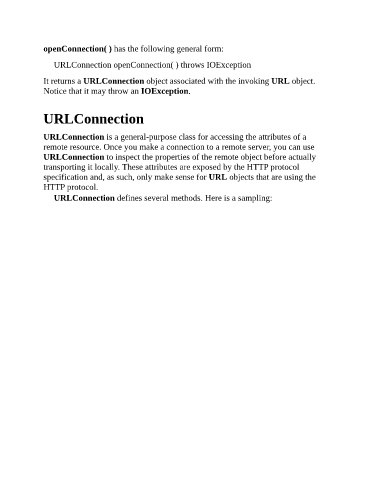 openConnection( ) has the following general form:
URLConnection openConnection( ) throws IOException
It returns a URLConnection object associated with the invoking URL object.
Notice that it may throw an IOException.
URLConnection
URLConnection is a general-purpose class for accessing the attributes of a
remote resource. Once you make a connection to a remote server, you can use
URLConnection to inspect the properties of the remote object before actually
transporting it locally. These attributes are exposed by the HTTP protocol
specification and, as such, only make sense for URL objects that are using the
HTTP protocol.
URLConnection defines several methods. Here is a sampling: